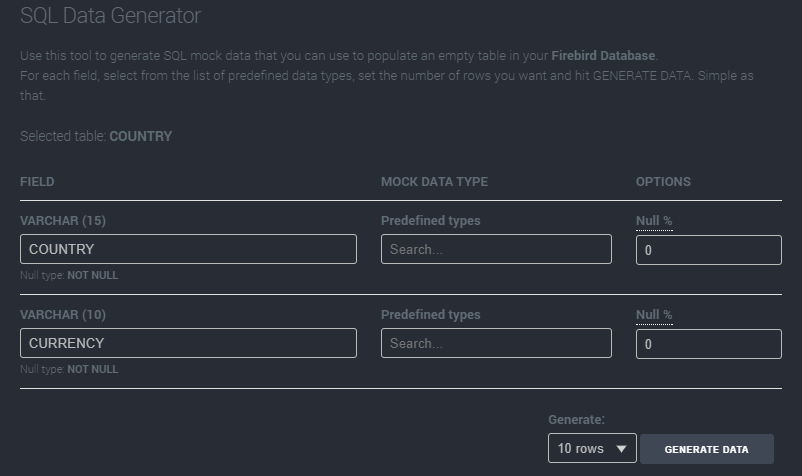 SQL Data Generator
Use this tool to generate SQL mock data that you can use to populate an empty table in your Firebird Database.
For each field, select from the list of predefined data types, set the number of rows you want and hit GENERATE DATA. Simple as
that.
Selected table: COUNTRY
FIELD MOCK DATA TYPE OPTIONS
VARCHAR (15) Predefined types Null %
COUNTRY Search... 0
Null type: NOT NULL
VARCHAR (10) Predefined types Null %
CURRENCY Search... 0
Null type: NOT NULL
Generate:
10 rows GENERATE DATA